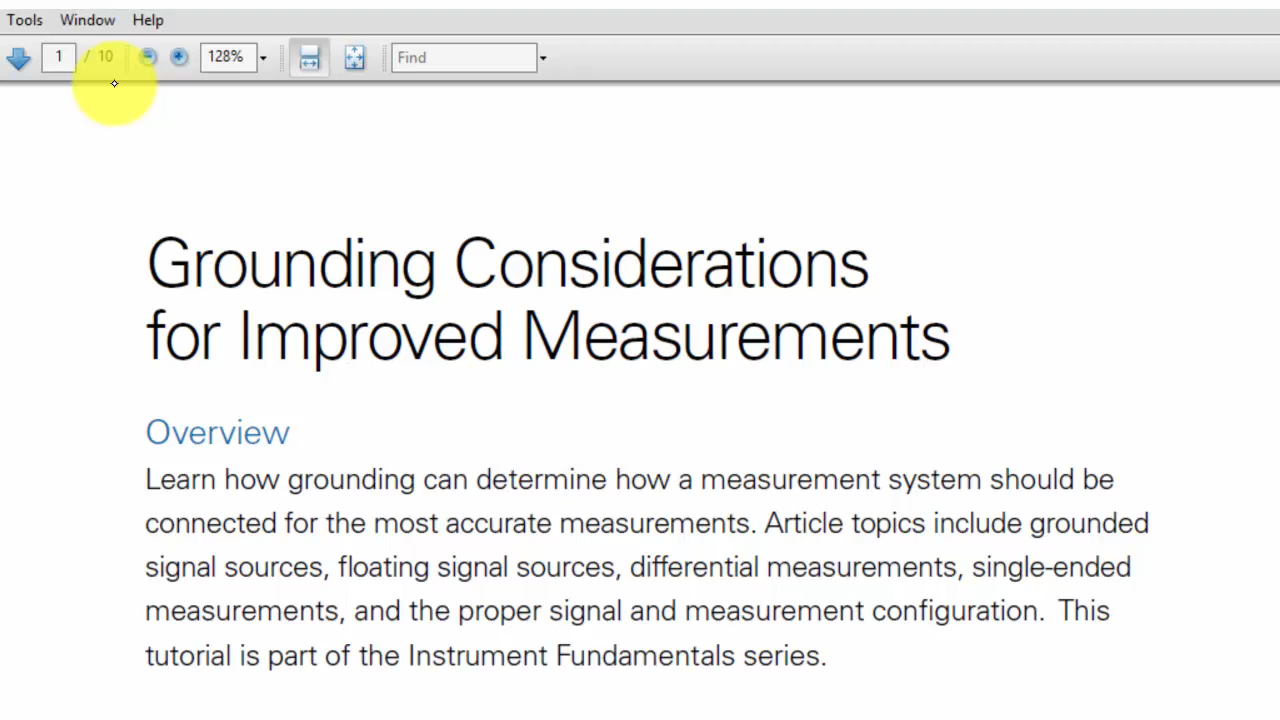 Tools Window Help
1 / 10 128% Find
Grounding Considerations
for Improved Measurements
Overview
Learn how grounding can determine how a measurement system should be
connected for the most accurate measurements. Article topics include grounded
signal sources, floating signal sources, differential measurements, single-ended
measurements, and the proper signal and measurement configuration. This
tutorial is part of the Instrument Fundamentals series.